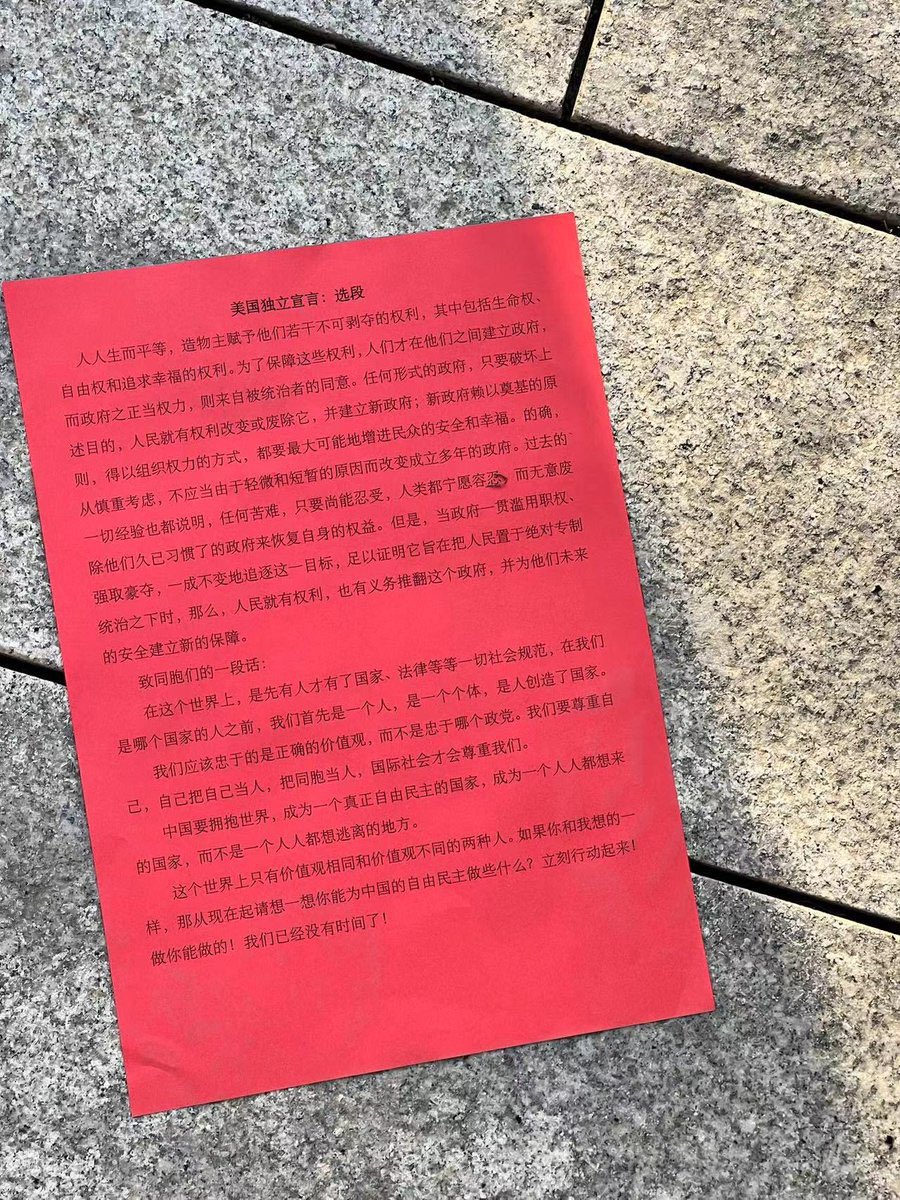 美国独立宣言：选段
人人生而平等，造物主赋予他们若干不可剥夺的权利，其中包括生命权、
自由权和追求幸福的权利。为了保障这些权利，人们才在他们之间建立政府，
而政府之正当权力，则来自被统治者的同意。任何形式的政府，只要破坏上
述目的，人民就有权利改变或废除它，并建立新政府；新政府赖以奠基的原
则，得以组织权力的方式，都要最大可能地增进民众的安全和幸福。的确，
从慎重考虑，不应当由于轻微和短暂的原因而改变成立多年的政府。过去的
一切经验也都说明，任何苦难，只要尚能忍受，人类都宁愿容忍，而无意废
除他们久已习惯了的政府来恢复自身的权益。但是，当政府一贯滥用职权、
强取豪夺，一成不变地追逐这一目标，足以证明它旨在把人民置于绝对专制
统治之下时，那么，人民就有权利，也有义务推翻这个政府，并为他们未来
的安全建立新的保障。
致同胞们的一段话：
在这个世界上，是先有人才有了国家、法律等等一切社会规范，在我们
是哪个国家的人之前，我们首先是一个人，是一个个体，是人创造了国家。
我们应该忠于的是正确的价值观，而不是忠于哪个政党。我们要尊重自
己，自己把自己当人，把同胞当人，国际社会才会尊重我们。
中国要拥抱世界，成为一个真正自由民主的国家，成为一个人人都想来
的国家，而不是一个人人都想逃离的地方。
这个世界上只有价值观相同和价值观不同的两种人。如果你和我想的一
样，那从现在起请想一想你能为中国的自由民主做些什么？立刻行动起来！
做你能做的！我们已经没有时间了！